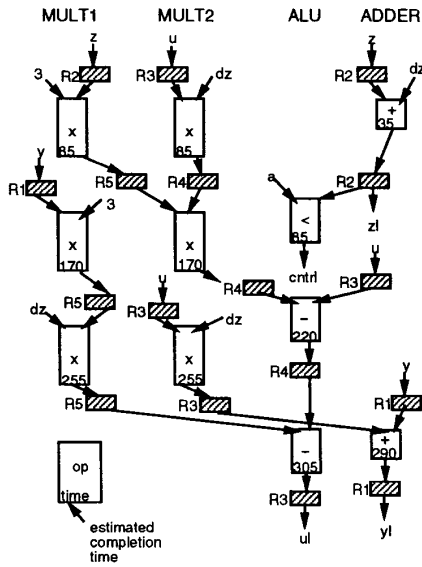 MULT1 MULT2 ALU ADDER
z u z
3 R2 R3 dz R2 dz
x x +
85 85 35
y
R1 3 R5 R4 a R2
x x < zl
170 170 85 u
cntrl R3
R5 u R4
dz R3 dz -
x x 220
255 255 R4 y
R5 R3 R1
op - +
time 305 290
R3 R1
estimated
completion
time
ul yl